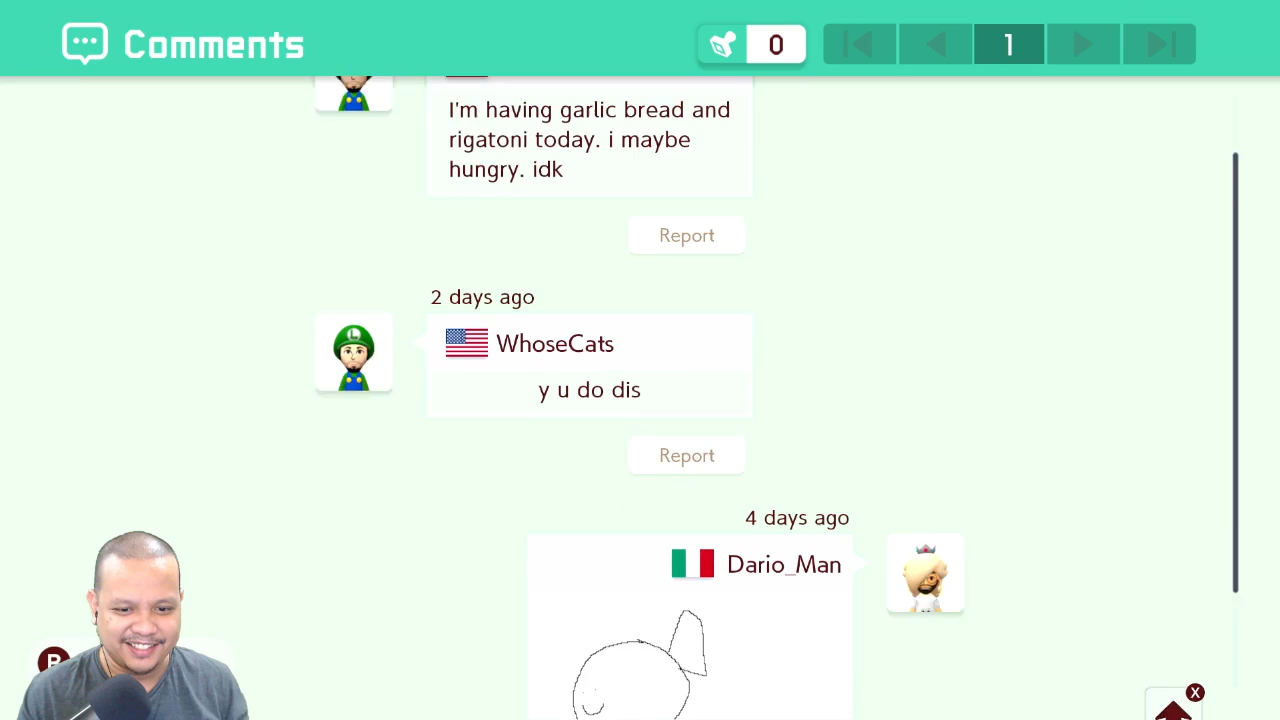 Comments
0
1
I'm having garlic bread and
rigatoni today. i maybe
hungry. idk
Report
2 days ago
L
WhoseCats
y u do dis
Report
4 days ago
Dario_Man
B
X